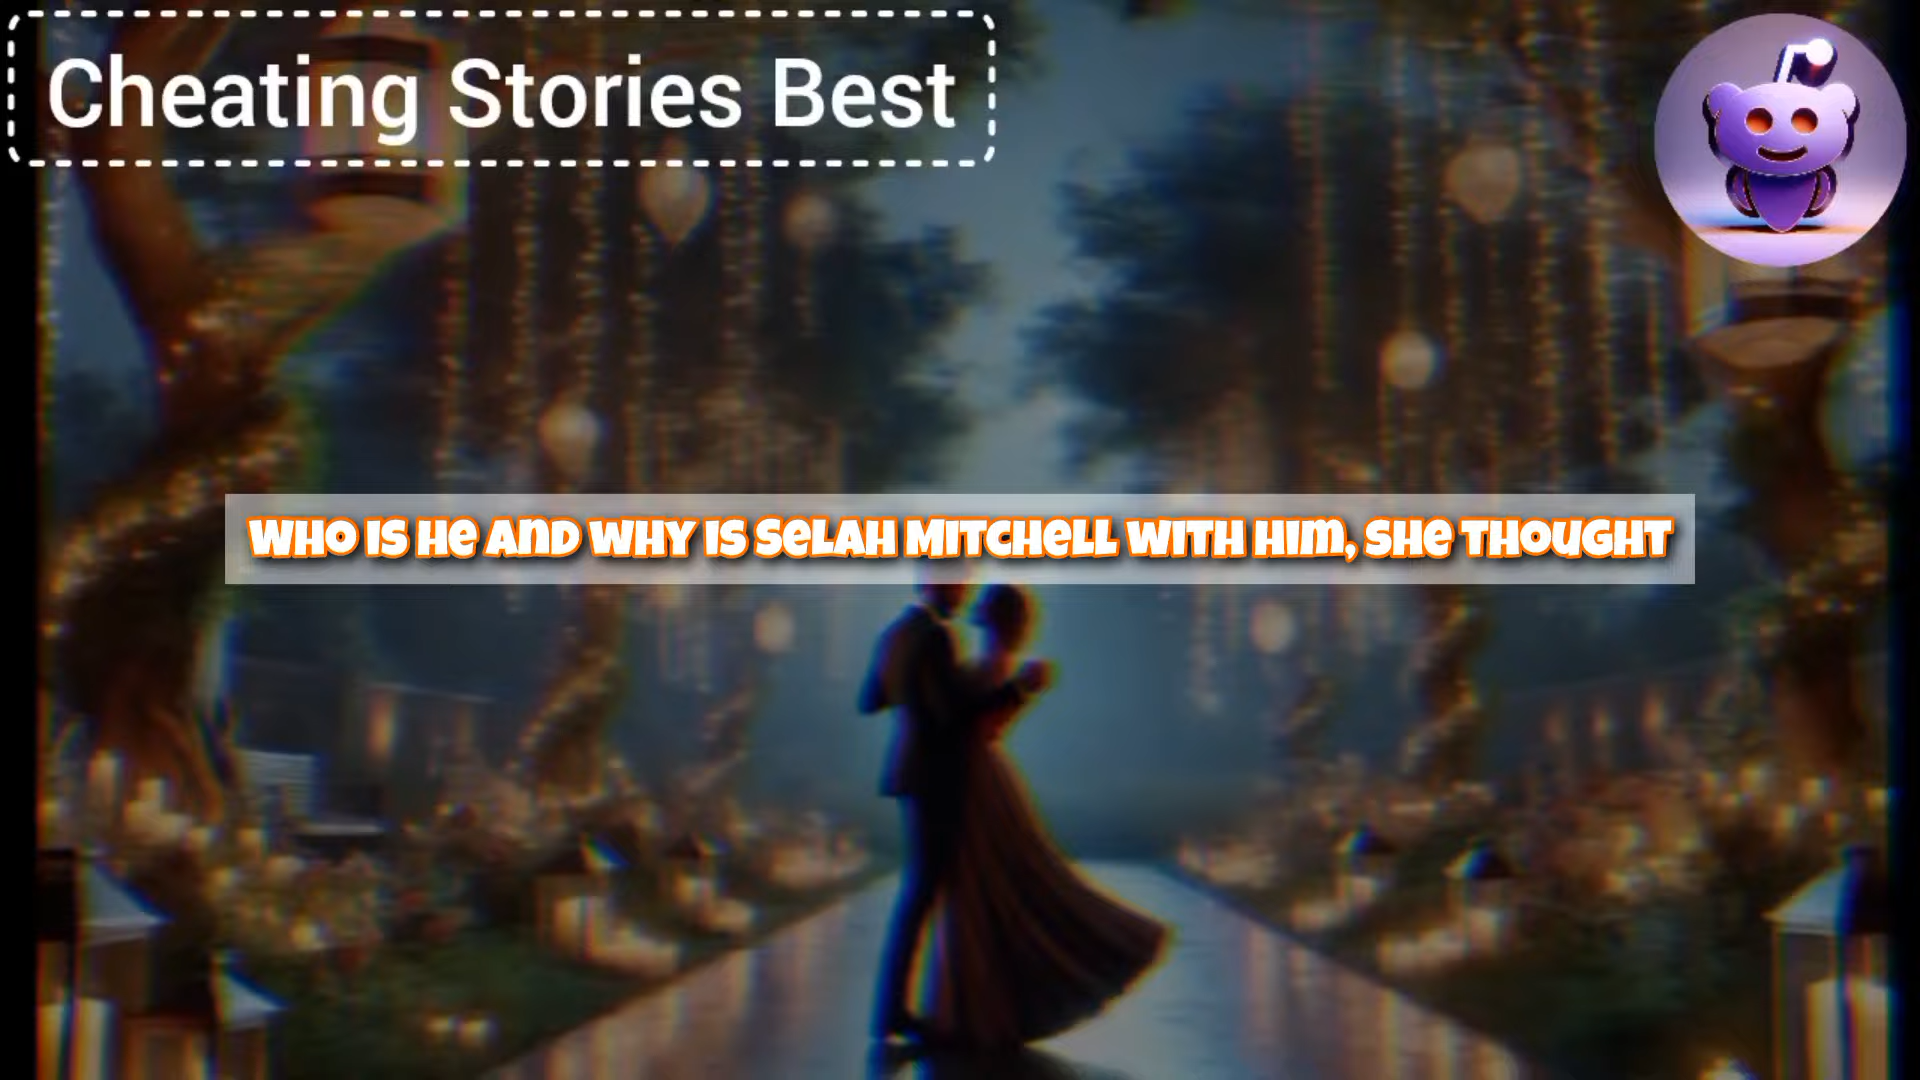 Cheating Stories Best
WHO IS HE AND WHY IS SELAH MITCHELL WITH HIM, SHE THOUGHT